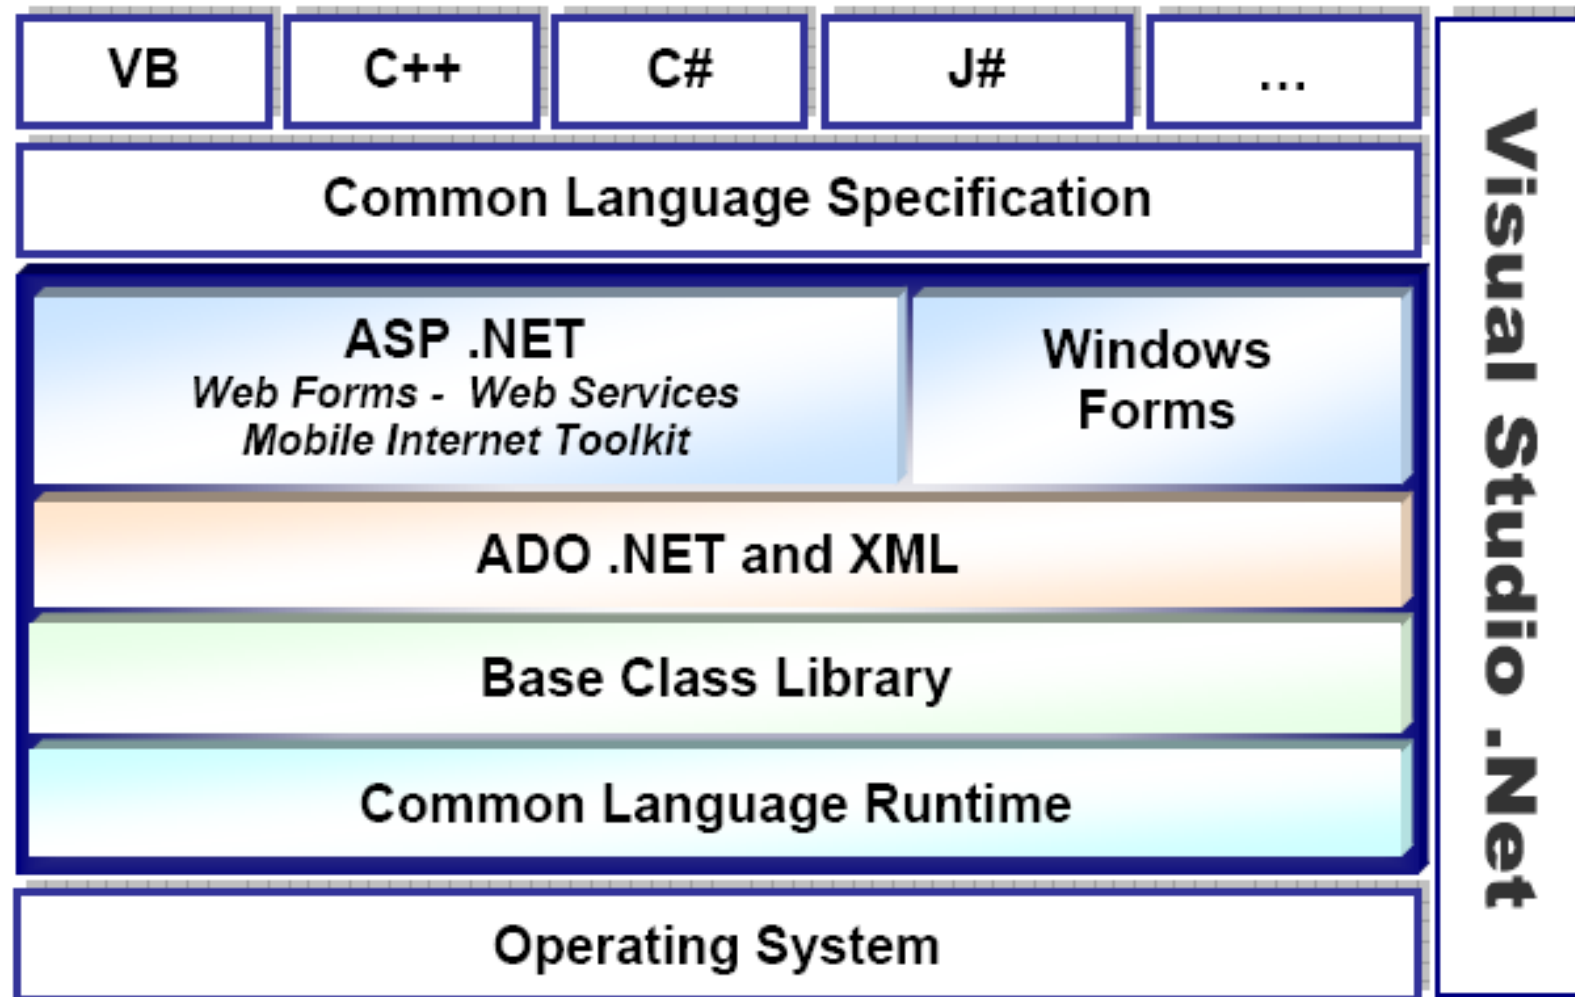 VB
C++
C#
J#
...
Common Language Specification
ASP .NET
Web Forms - Web Services
Mobile Internet Toolkit
Windows
Forms
ADO .NET and XML
Base Class Library
Common Language Runtime
Operating System
Visual Studio .Net